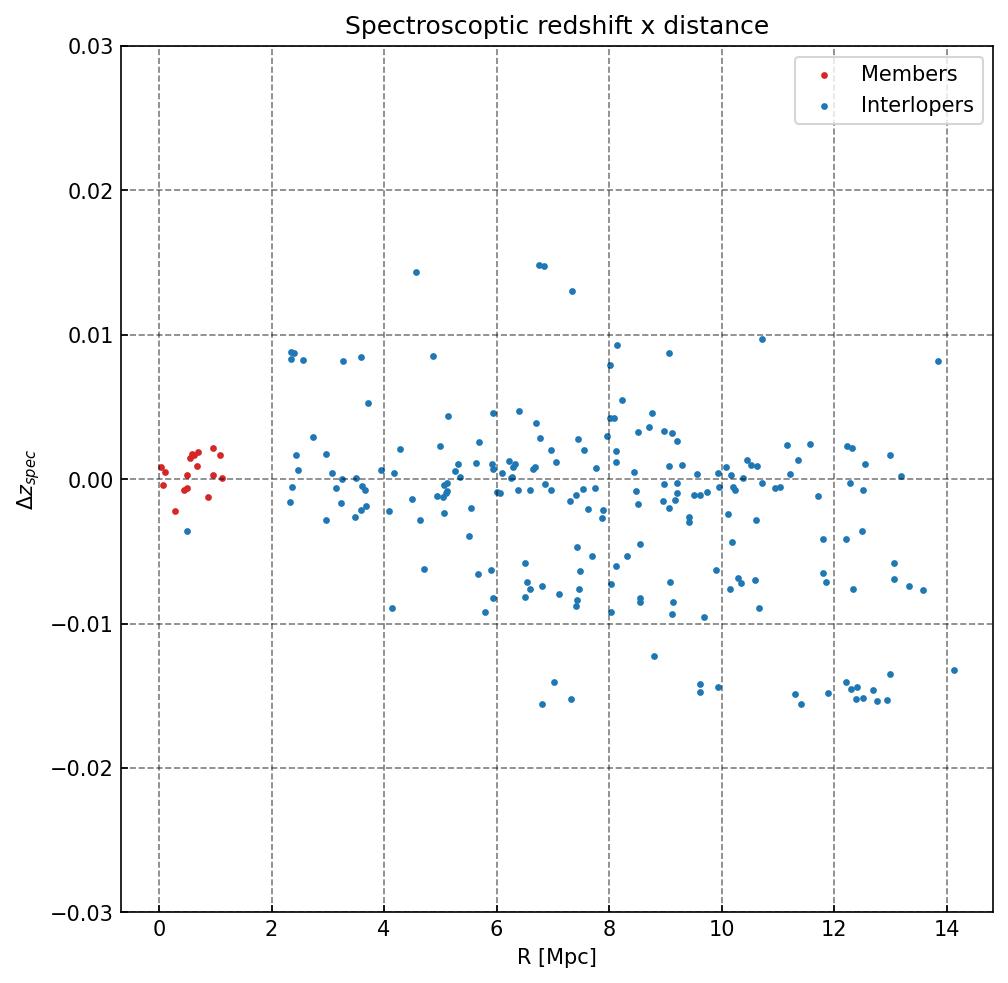 Spectroscoptic redshift x distance
Members
Interlopers
0.03
0.02
0.01
0.00
−0.01
−0.02
−0.03
Δz_spec
0 2 4 6 8 10 12 14
R [Mpc]